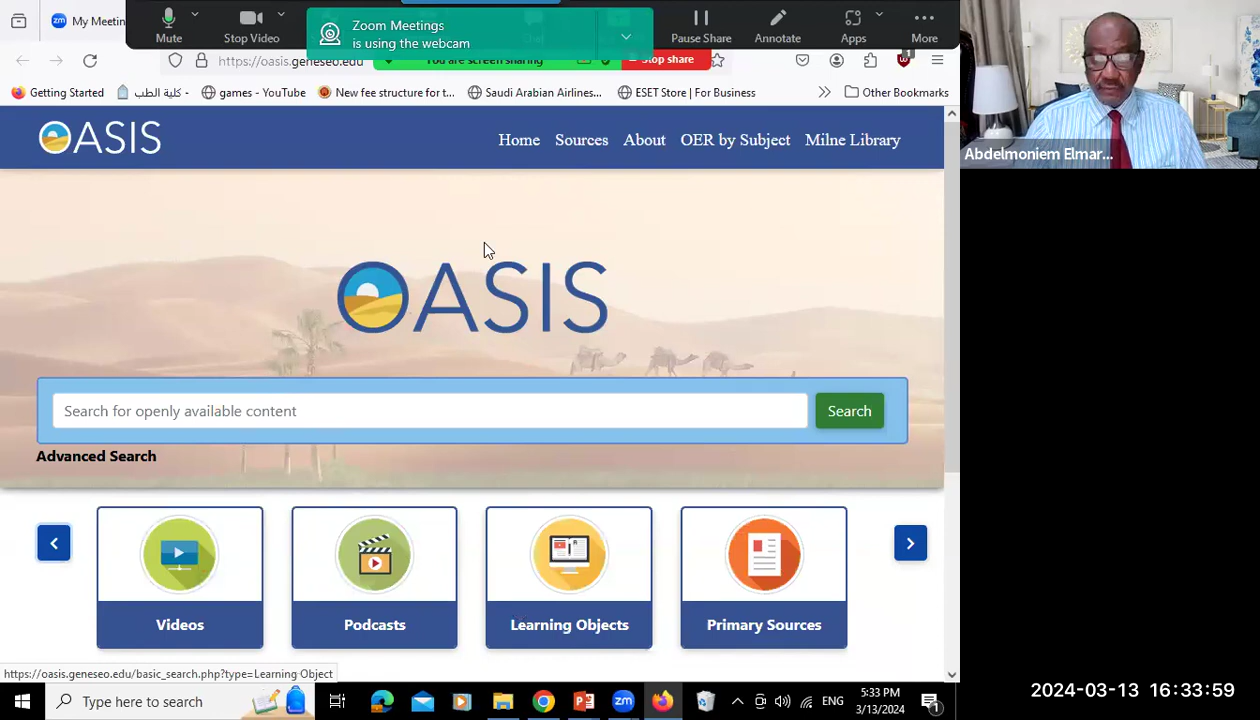 My Meetin
Mute
Stop Video
Zoom Meetings
is using the webcam
Pause Share
Annotate
Apps
More
https://oasis.geneseo.edu
You are screen sharing
Stop share
1
Getting Started
كلية الطب -
games - YouTube
New fee structure for t...
Saudi Arabian Airlines...
ESET Store | For Business
Other Bookmarks
OASIS
Home
Sources
About
OER by Subject
Milne Library
Abdelmoniem Elmar...
OASIS
Search for openly available content
Search
Advanced Search
Videos
Podcasts
Learning Objects
Primary Sources
https://oasis.geneseo.edu/basic_search.php?type=Learning Object
Type here to search
ENG
5:33 PM
3/13/2024
1
2024-03-13 16:33:59